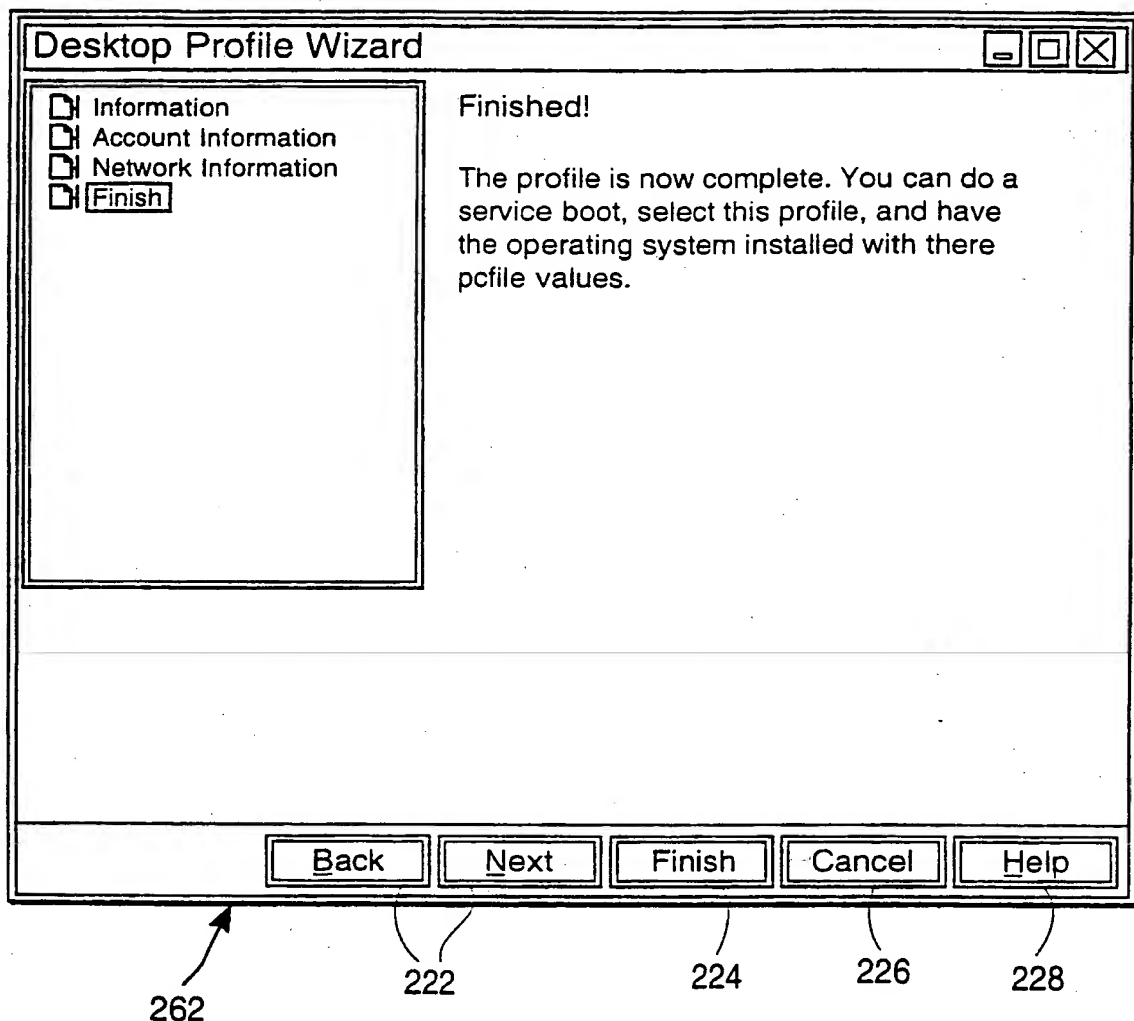 Desktop Profile Wizard
Information
Account Information
Network Information
Finish
Finished!
The profile is now complete. You can do a
service boot, select this profile, and have
the operating system installed with there
pcfile values.
Back Next Finish Cancel Help
222 224 226 228
262